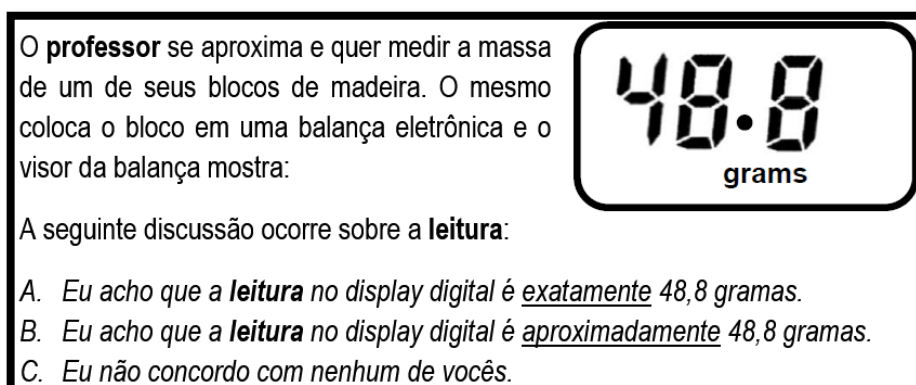 O professor se aproxima e quer medir a massa
de um de seus blocos de madeira. O mesmo
coloca o bloco em uma balança eletrônica e o
visor da balança mostra:
48.8
grams
A seguinte discussão ocorre sobre a leitura:
A. Eu acho que a leitura no display digital é exatamente 48,8 gramas.
B. Eu acho que a leitura no display digital é aproximadamente 48,8 gramas.
C. Eu não concordo com nenhum de vocês.